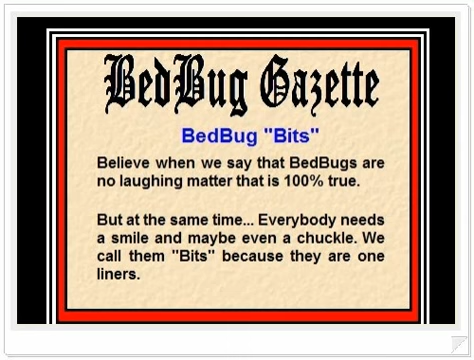 BedBug Gazette
BedBug "Bits"
Believe when we say that BedBugs are
no laughing matter that is 100% true.
But at the same time... Everybody needs
a smile and maybe even a chuckle. We
call them "Bits" because they are one
liners.